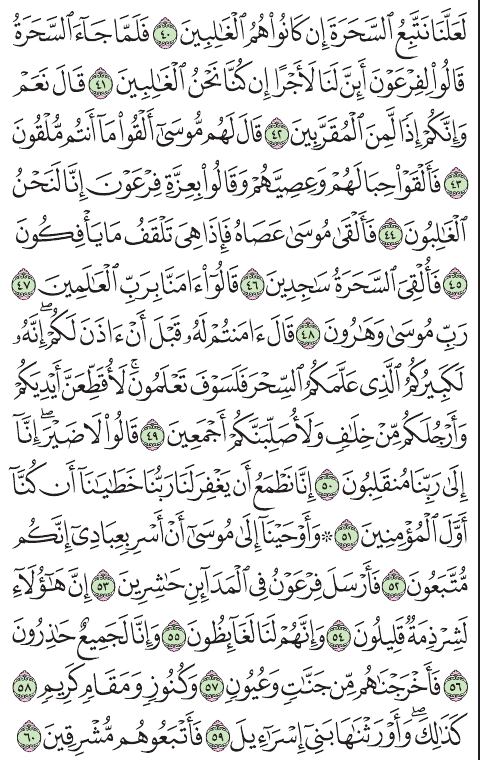 لَعَلَّنَا نَتَّبِعُ ٱلسَّحَرَةَ إِن كَانُوا۟ هُمُ ٱلْغَٰلِبِينَ ٤٠ فَلَمَّا جَآءَ ٱلسَّحَرَةُ
قَالُوا۟ لِفِرْعَوْنَ أَئِنَّ لَنَا لَأَجْرًا إِن كُنَّا نَحْنُ ٱلْغَٰلِبِينَ ٤١ قَالَ نَعَمْ
وَإِنَّكُمْ إِذًا لَّمِنَ ٱلْمُقَرَّبِينَ ٤٢ قَالَ لَهُم مُّوسَىٰٓ أَلْقُوا۟ مَآ أَنتُم مُّلْقُونَ
٤٣ فَأَلْقَوْا۟ حِبَالَهُمْ وَعِصِيَّهُمْ وَقَالُوا۟ بِعِزَّةِ فِرْعَوْنَ إِنَّا لَنَحْنُ
ٱلْغَٰلِبُونَ ٤٤ فَأَلْقَىٰ مُوسَىٰ عَصَاهُ فَإِذَا هِىَ تَلْقَفُ مَا يَأْفِكُونَ
٤٥ فَأُلْقِىَ ٱلسَّحَرَةُ سَٰجِدِينَ ٤٦ قَالُوٓا۟ ءَامَنَّا بِرَبِّ ٱلْعَٰلَمِينَ ٤٧
رَبِّ مُوسَىٰ وَهَٰرُونَ ٤٨ قَالَ ءَامَنتُمْ لَهُۥ قَبْلَ أَنْ ءَاذَنَ لَكُمْ ۖ إِنَّهُۥ
لَكَبِيرُكُمُ ٱلَّذِى عَلَّمَكُمُ ٱلسِّحْرَ فَلَسَوْفَ تَعْلَمُونَ ۚ لَأُقَطِّعَنَّ أَيْدِيَكُمْ
وَأَرْجُلَكُم مِّنْ خِلَٰفٍ وَلَأُصَلِّبَنَّكُمْ أَجْمَعِينَ ٤٩ قَالُوا۟ لَا ضَيْرَ ۖ إِنَّآ
إِلَىٰ رَبِّنَا مُنقَلِبُونَ ٥٠ إِنَّا نَطْمَعُ أَن يَغْفِرَ لَنَا رَبُّنَا خَطَٰيَٰنَآ أَن كُنَّآ
أَوَّلَ ٱلْمُؤْمِنِينَ ٥١ ۞ وَأَوْحَيْنَآ إِلَىٰ مُوسَىٰٓ أَنْ أَسْرِ بِعِبَادِىٓ إِنَّكُم
مُّتَّبَعُونَ ٥٢ فَأَرْسَلَ فِرْعَوْنُ فِى ٱلْمَدَآئِنِ حَٰشِرِينَ ٥٣ إِنَّ هَٰٓؤُلَآءِ
لَشِرْذِمَةٌ قَلِيلُونَ ٥٤ وَإِنَّهُمْ لَنَا لَغَآئِظُونَ ٥٥ وَإِنَّا لَجَمِيعٌ حَٰذِرُونَ
٥٦ فَأَخْرَجْنَٰهُم مِّن جَنَّٰتٍ وَعُيُونٍ ٥٧ وَكُنُوزٍ وَمَقَامٍ كَرِيمٍ ٥٨
كَذَٰلِكَ ۖ وَأَوْرَثْنَٰهَا بَنِىٓ إِسْرَٰٓءِيلَ ٥٩ فَأَتْبَعُوهُم مُّشْرِقِينَ ٦٠